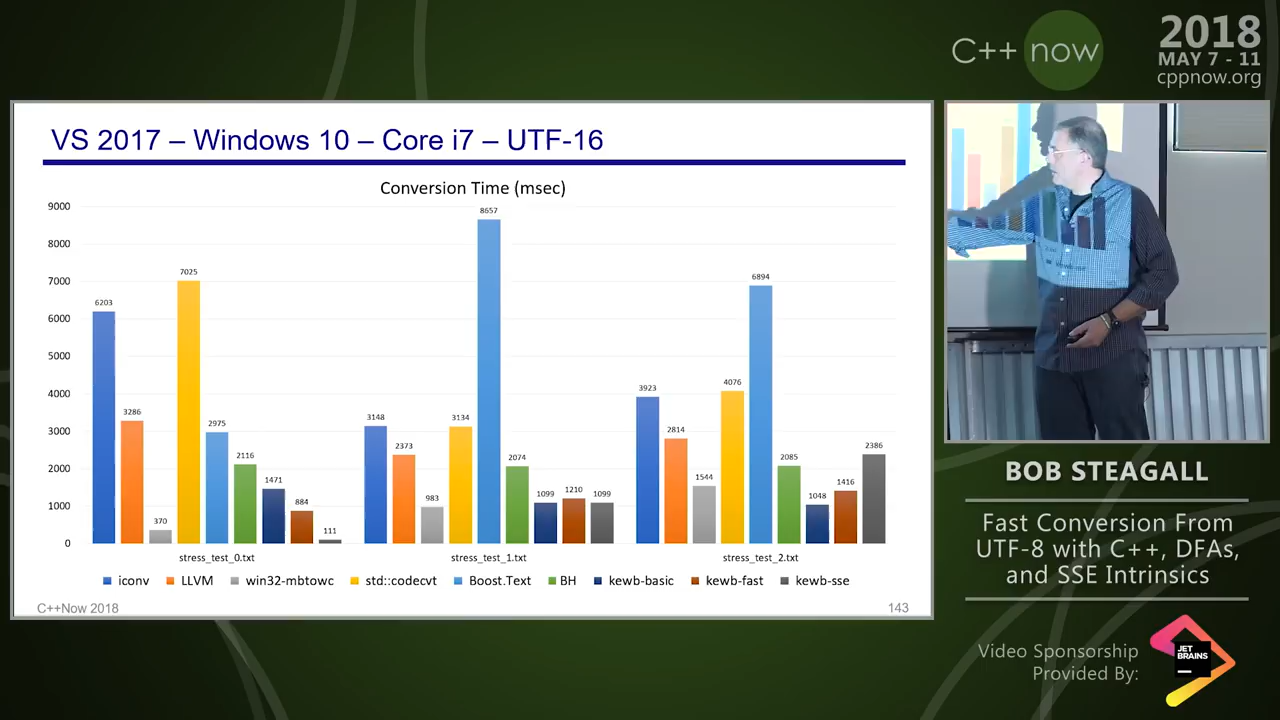 C++ now
2018
MAY 7 - 11
cppnow.org
VS 2017 – Windows 10 – Core i7 – UTF-16
Conversion Time (msec)
9000
8000
7000
6000
5000
4000
3000
2000
1000
0
6203
3286
370
7025
2975
2116
1471
884
111
3148
2373
983
3134
8657
2074
1099
1210
1099
3923
2814
1544
4076
6894
2085
1048
1416
2386
stress_test_0.txt
stress_test_1.txt
stress_test_2.txt
iconv
LLVM
win32-mbtowc
std::codecvt
Boost.Text
BH
kewb-basic
kewb-fast
kewb-sse
C++Now 2018
143
BOB STEAGALL
Fast Conversion From
UTF-8 with C++, DFAs,
and SSE Intrinsics
Video Sponsorship
Provided By:
JET
BRAINS